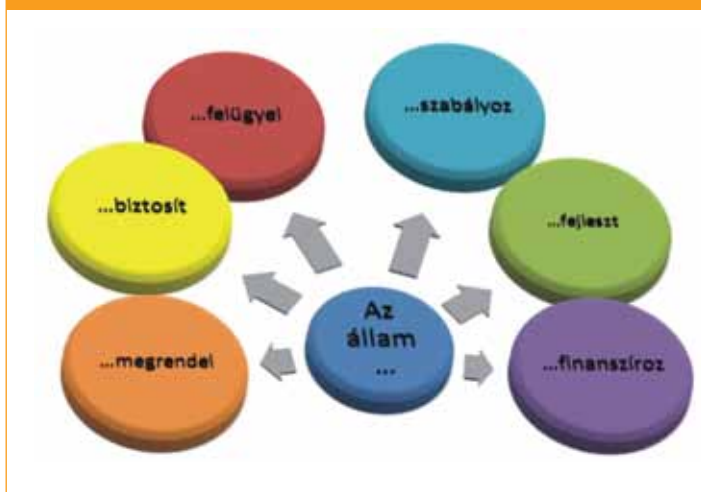 ...felügyel
...szabályoz
...biztosít
...fejleszt
Az
állam
...
...megrendel
...finanszíroz